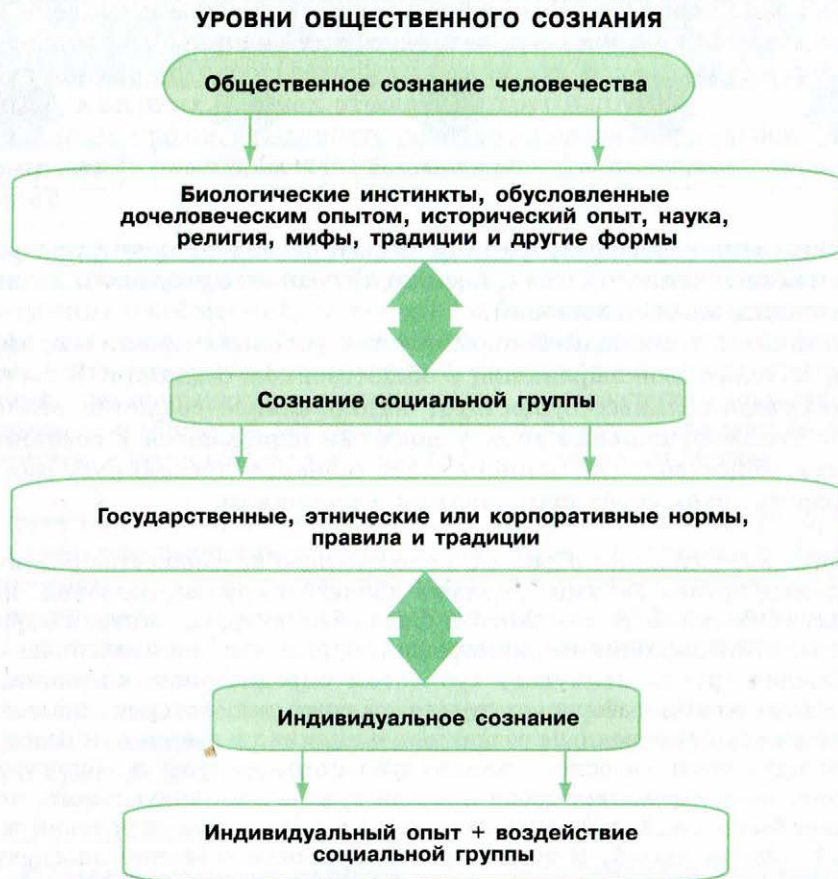 УРОВНИ ОБЩЕСТВЕННОГО СОЗНАНИЯ
Общественное сознание человечества
Биологические инстинкты, обусловленные
дочеловеческим опытом, исторический опыт, наука,
религия, мифы, традиции и другие формы
Сознание социальной группы
Государственные, этнические или корпоративные нормы,
правила и традиции
Индивидуальное сознание
Индивидуальный опыт + воздействие
социальной группы